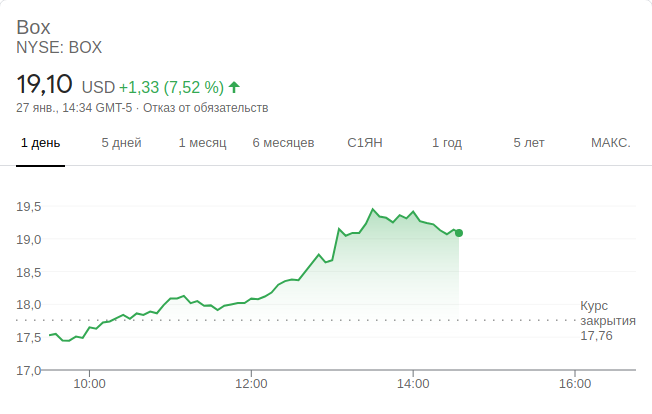 Box
NYSE: BOX
19,10 USD +1,33 (7,52 %)
27 янв., 14:34 GMT-5 · Отказ от обязательств
1 день 5 дней 1 месяц 6 месяцев С1ЯН 1 год 5 лет МАКС.
19,5
19,0
18,5
18,0
17,5
17,0
Курс
закрытия
17,76
10:00 12:00 14:00 16:00